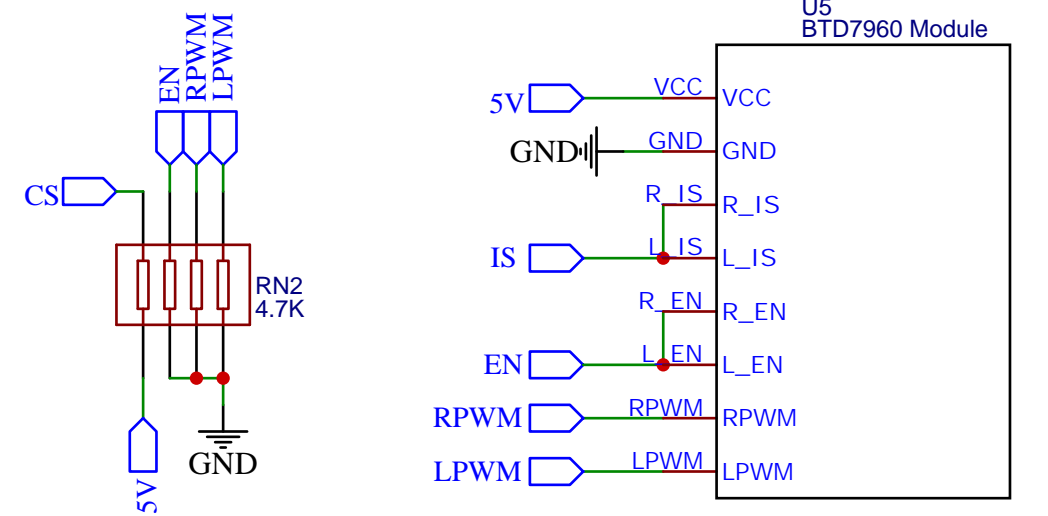 EN
RPWM
LPWM
CS
RN2
4.7K
5V
GND
U5
BTD7960 Module
5V VCC VCC
GND GND GND
R_IS R_IS
IS L_IS L_IS
R_EN R_EN
EN L_EN L_EN
RPWM RPWM RPWM
LPWM LPWM LPWM